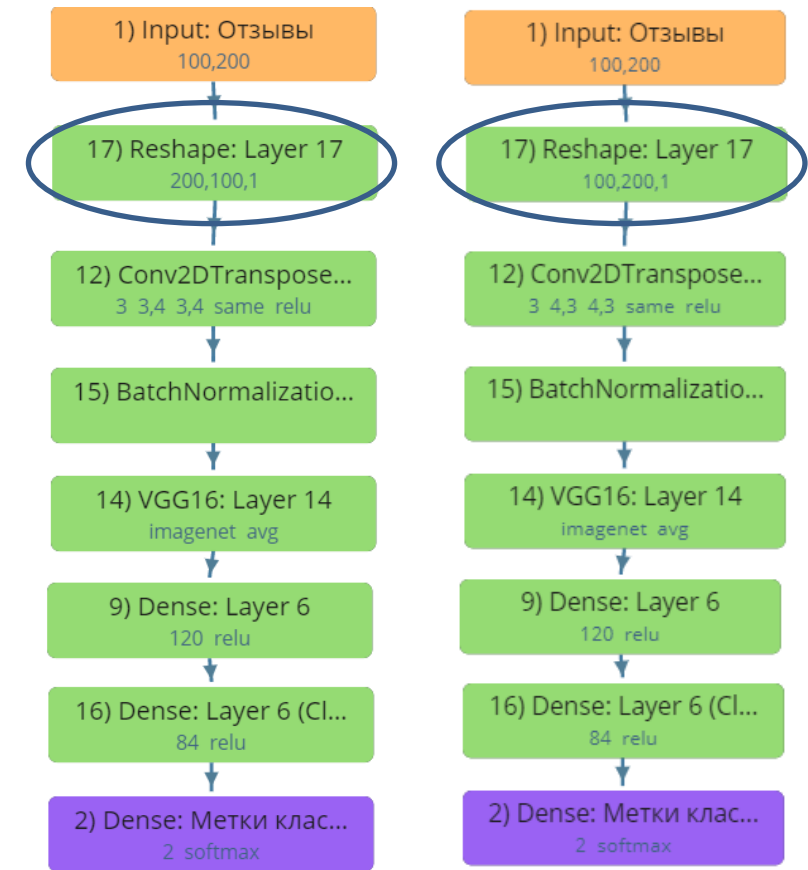 1) Input: Отзывы
100,200
17) Reshape: Layer 17
200,100,1
12) Conv2DTranspose...
3 3,4 3,4 same relu
15) BatchNormalizatio...
14) VGG16: Layer 14
imagenet avg
9) Dense: Layer 6
120 relu
16) Dense: Layer 6 (Cl...
84 relu
2) Dense: Метки клас...
2 softmax
1) Input: Отзывы
100,200
17) Reshape: Layer 17
100,200,1
12) Conv2DTranspose...
3 4,3 4,3 same relu
15) BatchNormalizatio...
14) VGG16: Layer 14
imagenet avg
9) Dense: Layer 6
120 relu
16) Dense: Layer 6 (Cl...
84 relu
2) Dense: Метки клас...
2 softmax